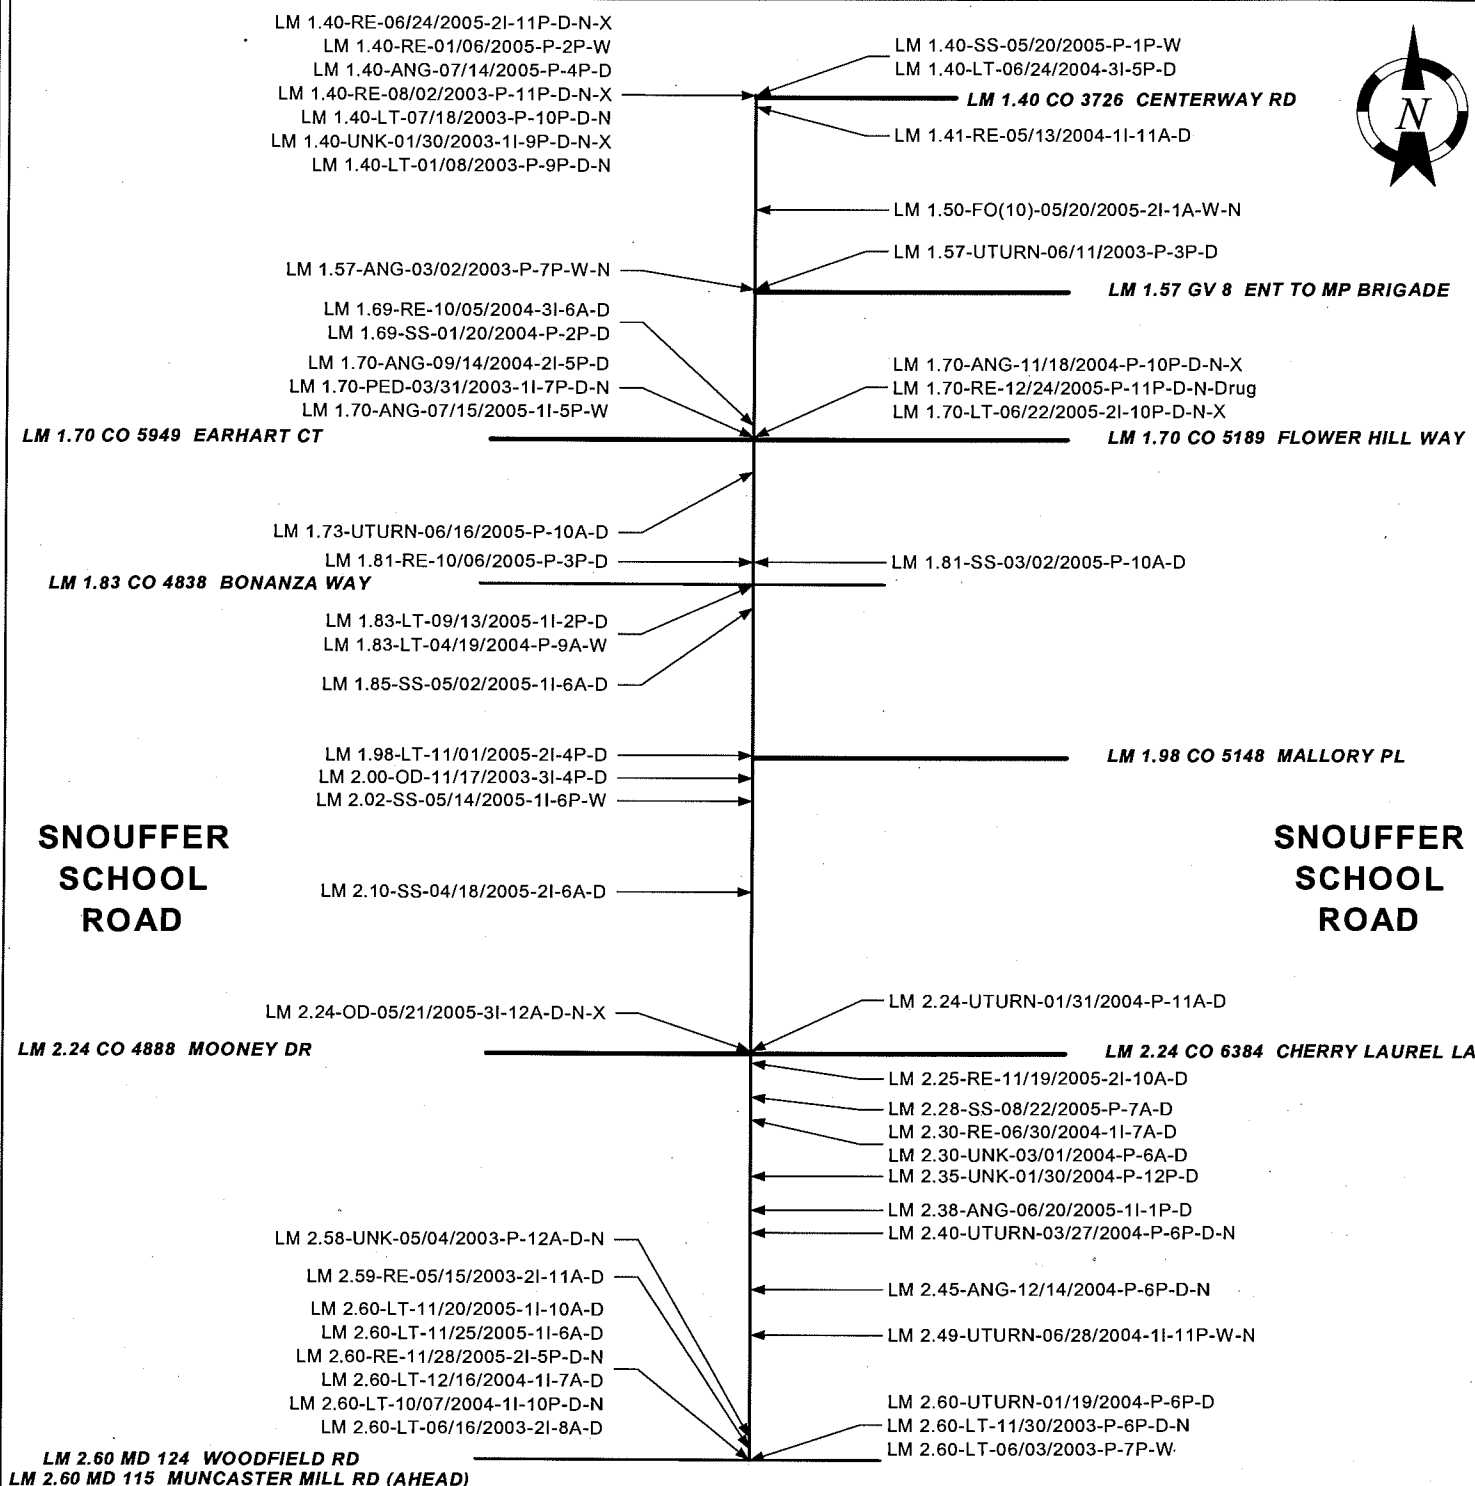 LM 1.40-RE-06/24/2005-2I-11P-D-N-X
LM 1.40-RE-01/06/2005-P-2P-W
LM 1.40-ANG-07/14/2005-P-4P-D
LM 1.40-RE-08/02/2003-P-11P-D-N-X
LM 1.40-LT-07/18/2003-P-10P-D-N
LM 1.40-UNK-01/30/2003-1I-9P-D-N-X
LM 1.40-LT-01/08/2003-P-9P-D-N
LM 1.40-SS-05/20/2005-P-1P-W
LM 1.40-LT-06/24/2004-3I-5P-D
LM 1.40 CO 3726 CENTERWAY RD
N
LM 1.41-RE-05/13/2004-1I-11A-D
LM 1.50-FO(10)-05/20/2005-2I-1A-W-N
LM 1.57-UTURN-06/11/2003-P-3P-D
LM 1.57-ANG-03/02/2003-P-7P-W-N
LM 1.57 GV 8 ENT TO MP BRIGADE
LM 1.69-RE-10/05/2004-3I-6A-D
LM 1.69-SS-01/20/2004-P-2P-D
LM 1.70-ANG-09/14/2004-2I-5P-D
LM 1.70-PED-03/31/2003-1I-7P-D-N
LM 1.70-ANG-07/15/2005-1I-5P-W
LM 1.70-ANG-11/18/2004-P-10P-D-N-X
LM 1.70-RE-12/24/2005-P-11P-D-N-Drug
LM 1.70-LT-06/22/2005-2I-10P-D-N-X
LM 1.70 CO 5949 EARHART CT
LM 1.70 CO 5189 FLOWER HILL WAY
LM 1.73-UTURN-06/16/2005-P-10A-D
LM 1.81-RE-10/06/2005-P-3P-D
LM 1.81-SS-03/02/2005-P-10A-D
LM 1.83 CO 4838 BONANZA WAY
LM 1.83-LT-09/13/2005-1I-2P-D
LM 1.83-LT-04/19/2004-P-9A-W
LM 1.85-SS-05/02/2005-1I-6A-D
LM 1.98-LT-11/01/2005-2I-4P-D
LM 1.98 CO 5148 MALLORY PL
LM 2.00-OD-11/17/2003-3I-4P-D
LM 2.02-SS-05/14/2005-1I-6P-W
SNOUFFER
SCHOOL
ROAD
SNOUFFER
SCHOOL
ROAD
LM 2.10-SS-04/18/2005-2I-6A-D
LM 2.24-OD-05/21/2005-3I-12A-D-N-X
LM 2.24-UTURN-01/31/2004-P-11A-D
LM 2.24 CO 4888 MOONEY DR
LM 2.24 CO 6384 CHERRY LAUREL LA
LM 2.25-RE-11/19/2005-2I-10A-D
LM 2.28-SS-08/22/2005-P-7A-D
LM 2.30-RE-06/30/2004-1I-7A-D
LM 2.30-UNK-03/01/2004-P-6A-D
LM 2.35-UNK-01/30/2004-P-12P-D
LM 2.38-ANG-06/20/2005-1I-1P-D
LM 2.40-UTURN-03/27/2004-P-6P-D-N
LM 2.45-ANG-12/14/2004-P-6P-D-N
LM 2.49-UTURN-06/28/2004-1I-11P-W-N
LM 2.58-UNK-05/04/2003-P-12A-D-N
LM 2.59-RE-05/15/2003-2I-11A-D
LM 2.60-LT-11/20/2005-1I-10A-D
LM 2.60-LT-11/25/2005-1I-6A-D
LM 2.60-RE-11/28/2005-2I-5P-D-N
LM 2.60-LT-12/16/2004-1I-7A-D
LM 2.60-LT-10/07/2004-1I-10P-D-N
LM 2.60-LT-06/16/2003-2I-8A-D
LM 2.60-UTURN-01/19/2004-P-6P-D
LM 2.60-LT-11/30/2003-P-6P-D-N
LM 2.60-LT-06/03/2003-P-7P-W
LM 2.60 MD 124 WOODFIELD RD
LM 2.60 MD 115 MUNCASTER MILL RD (AHEAD)